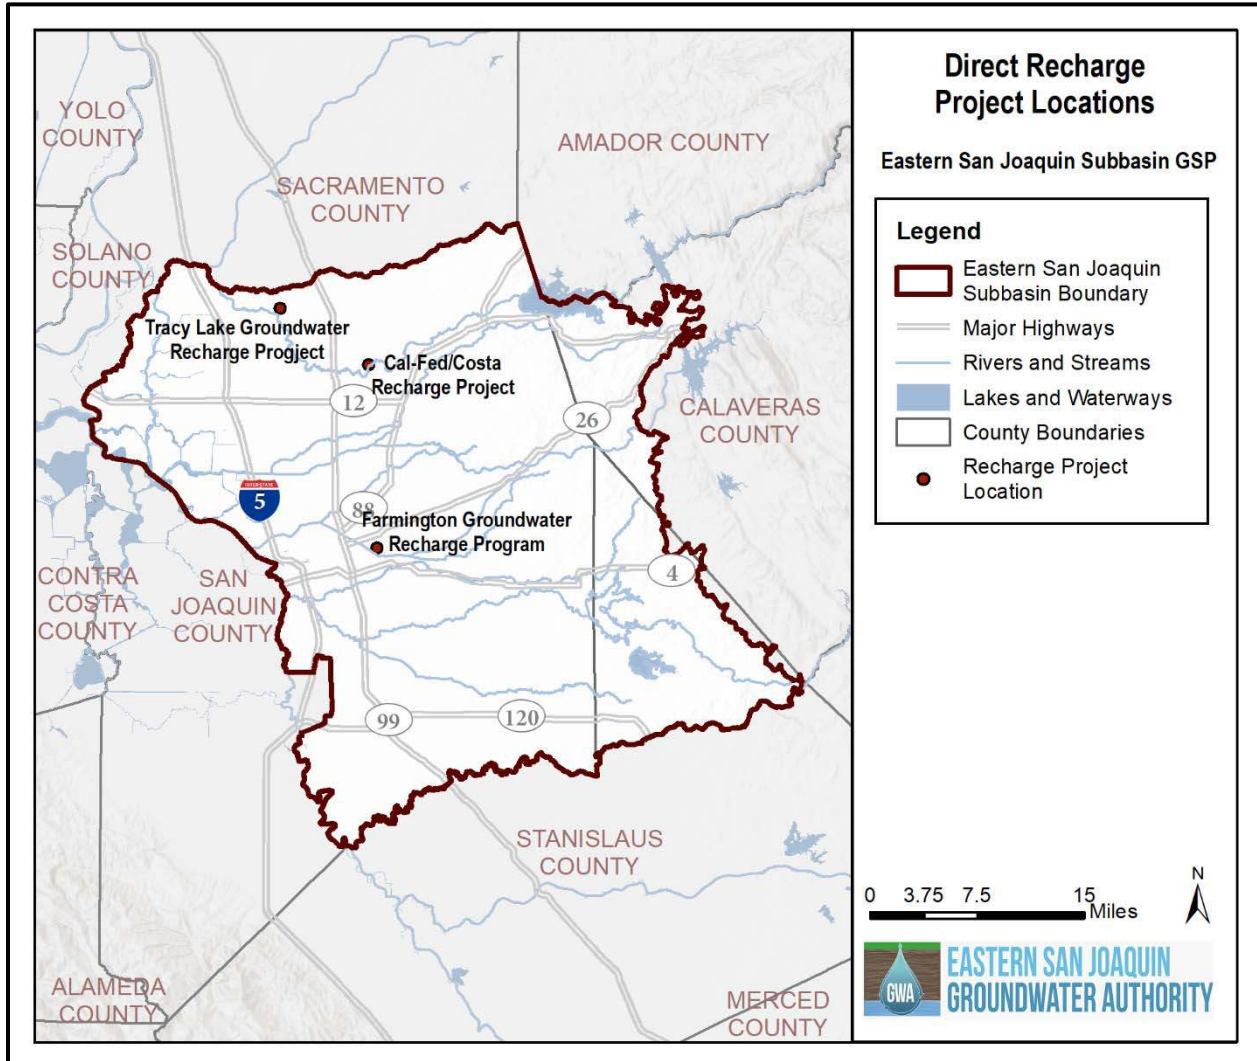 YOLO
COUNTY
AMADOR COUNTY
SACRAMENTO
COUNTY
SOLANO
COUNTY
Tracy Lake Groundwater
Recharge Progject
Cal-Fed/Costa
Recharge Project
12
26
CALAVERAS
COUNTY
INTERSTATE
5
88
Farmington Groundwater
Recharge Program
4
CONTRA
COSTA
COUNTY
SAN
JOAQUIN
COUNTY
99
120
STANISLAUS
COUNTY
ALAMEDA
COUNTY
MERCED
COUNTY
Direct Recharge
Project Locations
Eastern San Joaquin Subbasin GSP
Legend
Eastern San Joaquin
Subbasin Boundary
Major Highways
Rivers and Streams
Lakes and Waterways
County Boundaries
Recharge Project
Location
N
0 3.75 7.5 15
Miles
GWA
EASTERN SAN JOAQUIN
GROUNDWATER AUTHORITY